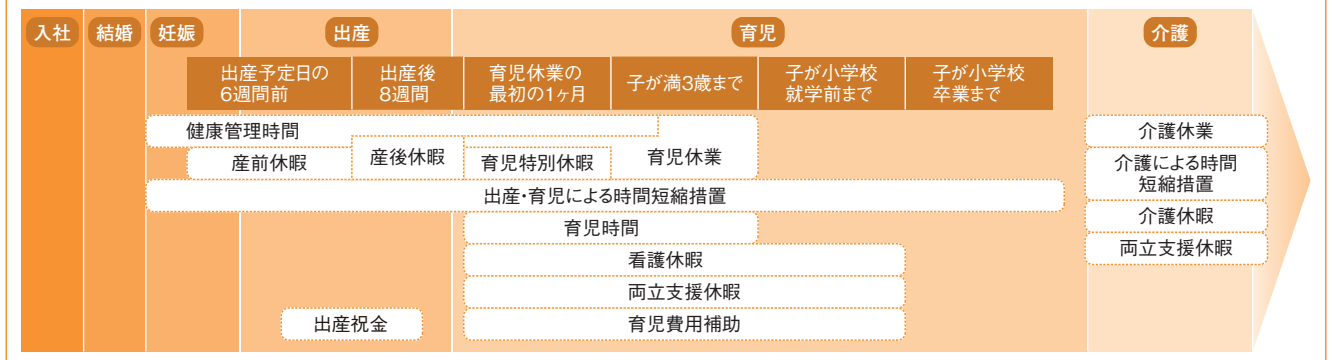 入社
結婚
妊娠
出産
育児
介護
出産予定日の
6週間前
出産後
8週間
育児休業の
最初の1ヶ月
子が満3歳まで
子が小学校
就学前まで
子が小学校
卒業まで
健康管理時間
産前休暇
産後休暇
育児特別休暇
育児休業
出産・育児による時間短縮措置
育児時間
看護休暇
両立支援休暇
出産祝金
育児費用補助
介護休業
介護による時間
短縮措置
介護休暇
両立支援休暇